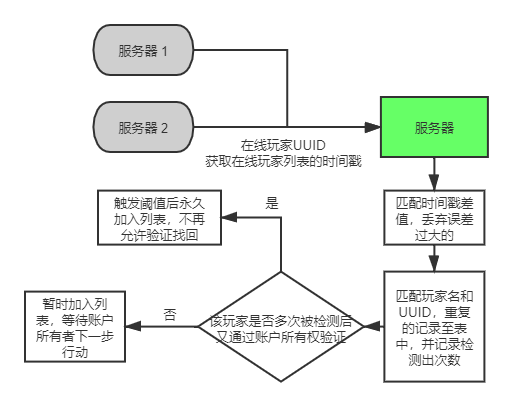 服务器 1
服务器 2
服务器
在线玩家UUID
获取在线玩家列表的时间戳
匹配时间戳差
值，丢弃误差
过大的
触发阈值后永久
加入列表，不再
允许验证找回
是
匹配玩家名和
UUID，重复
的记录至表
中，并记录检
测出次数
暂时加入列
表，等待账户
所有者下一步
行动
否
该玩家是否多次被检测后
又通过账户所有权验证